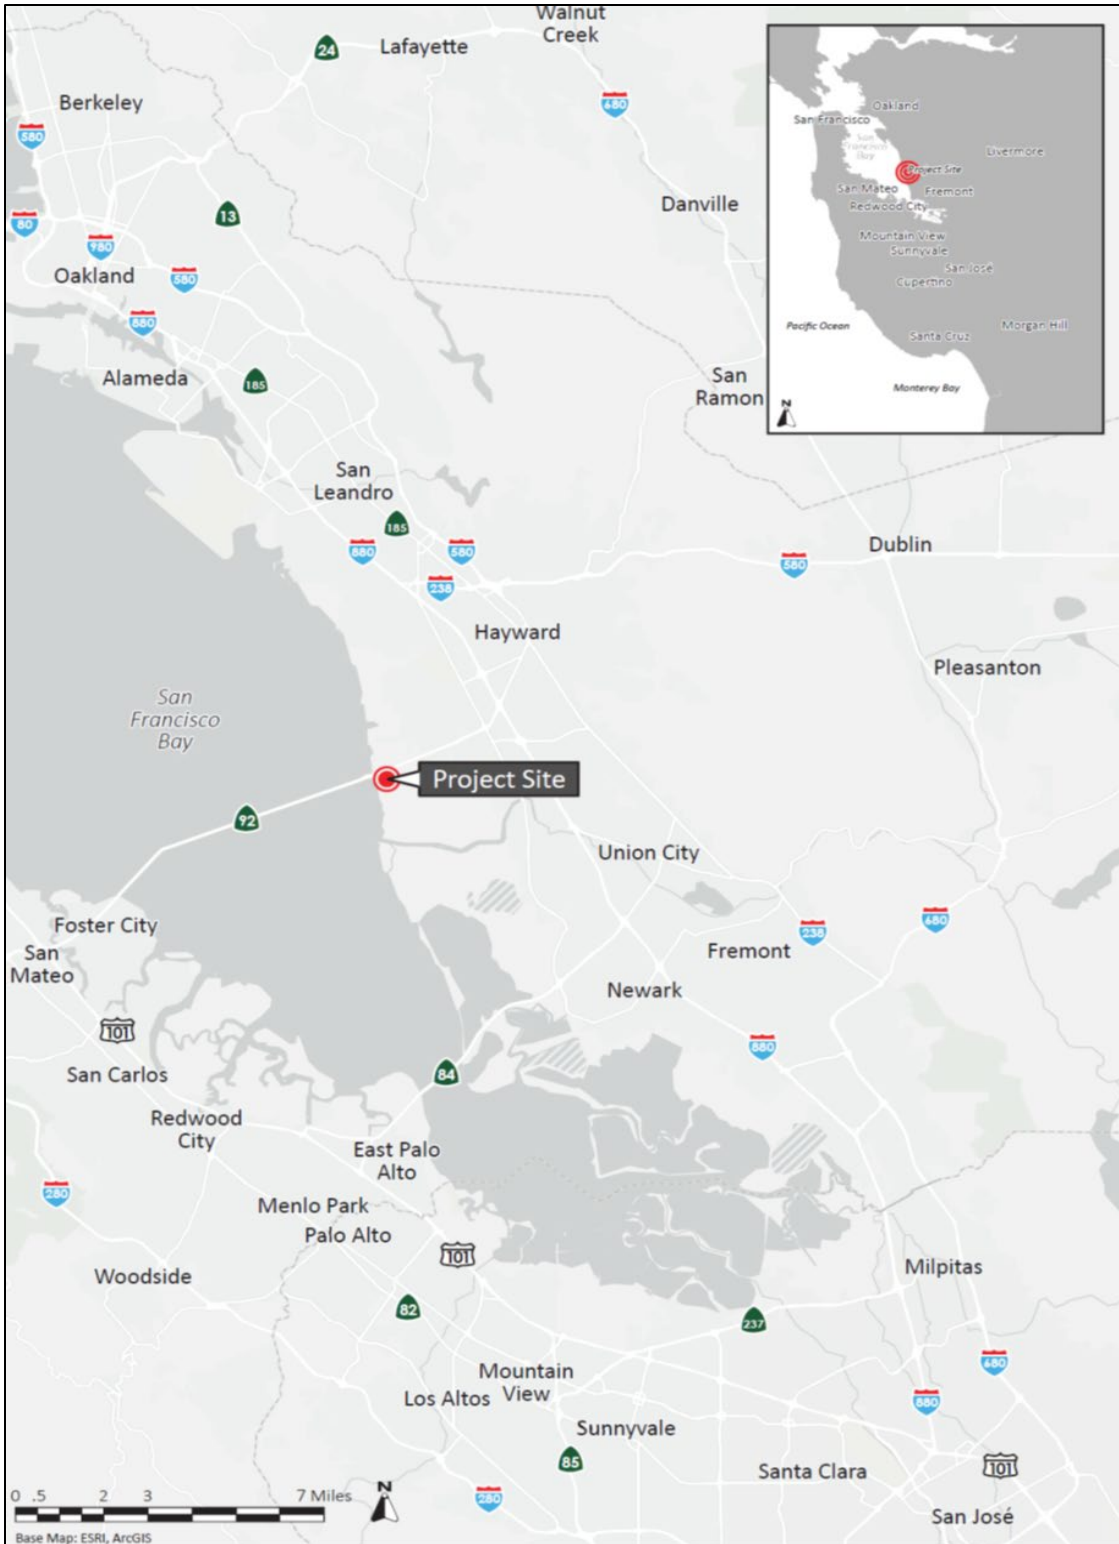 Walnut
Creek
24
Lafayette
680
Berkeley
580
Oakland
San Francisco
San
Francisco
Bay
Livermore
Project Site
San Mateo
Fremont
Redwood City
Mountain View
Sunnyvale
San José
Cupertino
Pacific Ocean
Santa Cruz
Morgan Hill
Monterey Bay
N
Danville
13
80
980
Oakland
580
880
Alameda
185
San
Ramon
San
Leandro
185
880
580
238
580
Dublin
Hayward
Pleasanton
San
Francisco
Bay
Project Site
92
Union City
Foster City
San
Mateo
238
680
Fremont
Newark
101
880
San Carlos
84
Redwood
City
East Palo
Alto
280
Menlo Park
Palo Alto
101
Woodside
Milpitas
82
237
680
Mountain
View
Los Altos
880
Sunnyvale
85
Santa Clara
101
280
San José
0 .5 2 3 7 Miles
N
Base Map: ESRI, ArcGIS